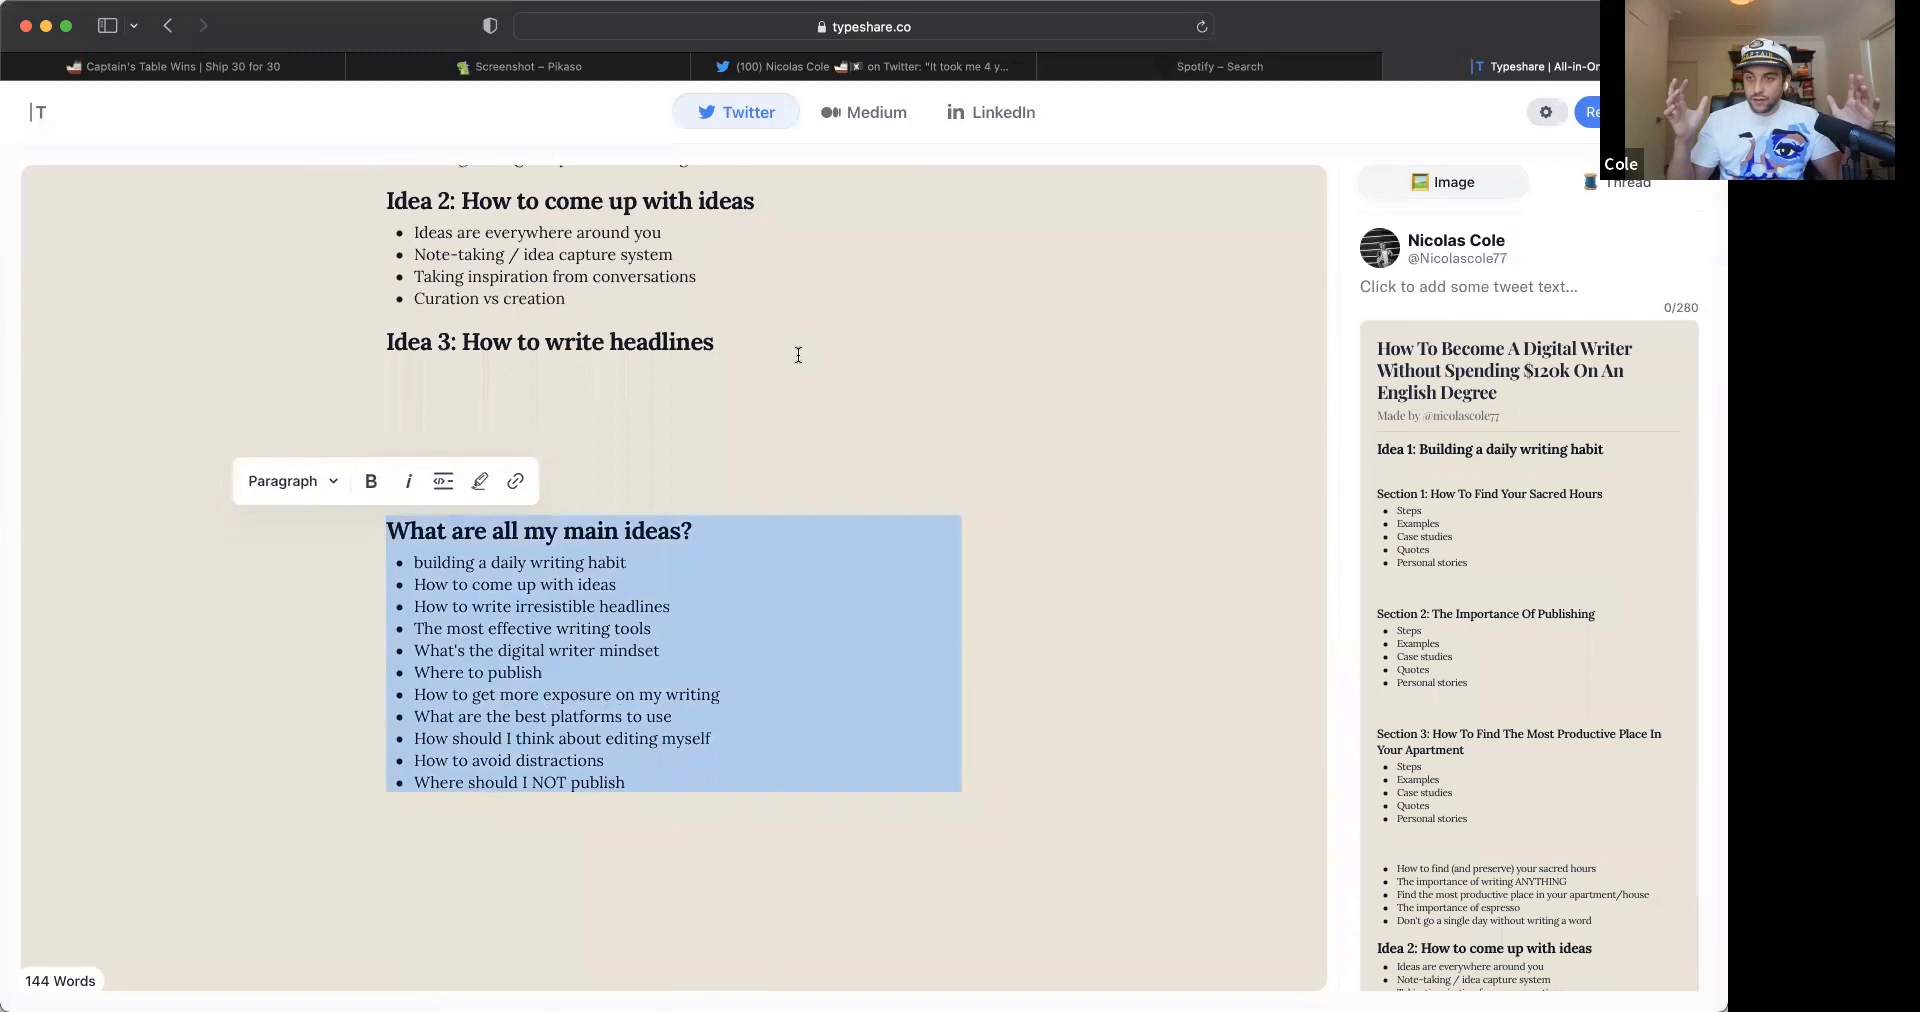 typeshare.co
Captain's Table Wins | Ship 30 for 30
Screenshot – Pikaso
(100) Nicolas Cole on Twitter: "It took me 4 y...
Spotify – Search
Typeshare | All-in-On
|T
Twitter
Medium
LinkedIn
Re
Cole
Idea 2: How to come up with ideas
Ideas are everywhere around you
Note-taking / idea capture system
Taking inspiration from conversations
Curation vs creation
Idea 3: How to write headlines
Paragraph
B
i
What are all my main ideas?
building a daily writing habit
How to come up with ideas
How to write irresistible headlines
The most effective writing tools
What's the digital writer mindset
Where to publish
How to get more exposure on my writing
What are the best platforms to use
How should I think about editing myself
How to avoid distractions
Where should I NOT publish
144 Words
Image
Thread
Nicolas Cole
@Nicolascole77
Click to add some tweet text...
0/280
How To Become A Digital Writer
Without Spending $120k On An
English Degree
Made by @nicolascole77
Idea 1: Building a daily writing habit
Section 1: How To Find Your Sacred Hours
Steps
Examples
Case studies
Quotes
Personal stories
Section 2: The Importance Of Publishing
Steps
Examples
Case studies
Quotes
Personal stories
Section 3: How To Find The Most Productive Place In
Your Apartment
Steps
Examples
Case studies
Quotes
Personal stories
How to find (and preserve) your sacred hours
The importance of writing ANYTHING
Find the most productive place in your apartment/house
The importance of espresso
Don't go a single day without writing a word
Idea 2: How to come up with ideas
Ideas are everywhere around you
Note-taking / idea capture system